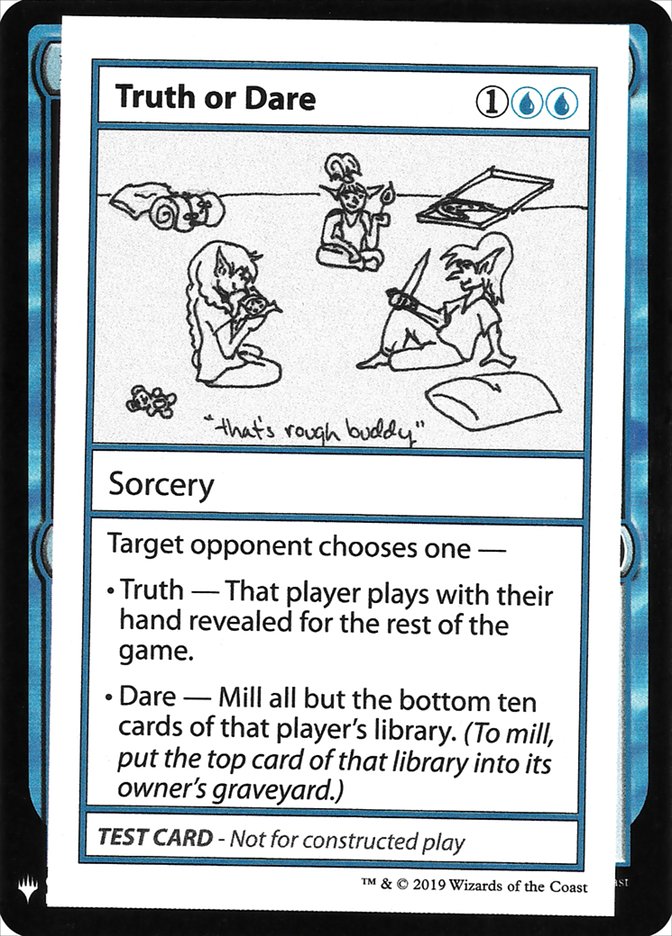 Truth or Dare 1
"that's rough buddy"
Sorcery
Target opponent chooses one —
• Truth — That player plays with their
hand revealed for the rest of the
game.
• Dare — Mill all but the bottom ten
cards of that player's library. (To mill,
put the top card of that library into its
owner's graveyard.)
TEST CARD - Not for constructed play
™ & © 2019 Wizards of the Coast
ast